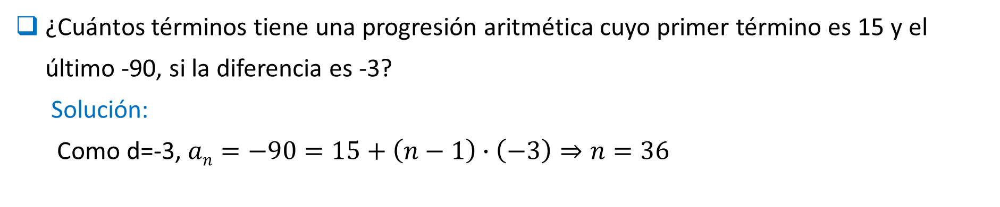 ¿Cuántos términos tiene una progresión aritmética cuyo primer término es 15 y el
último -90, si la diferencia es -3?
Solución:
Como d=-3, aₙ = −90 = 15 + (n − 1) · (−3) ⇒ n = 36